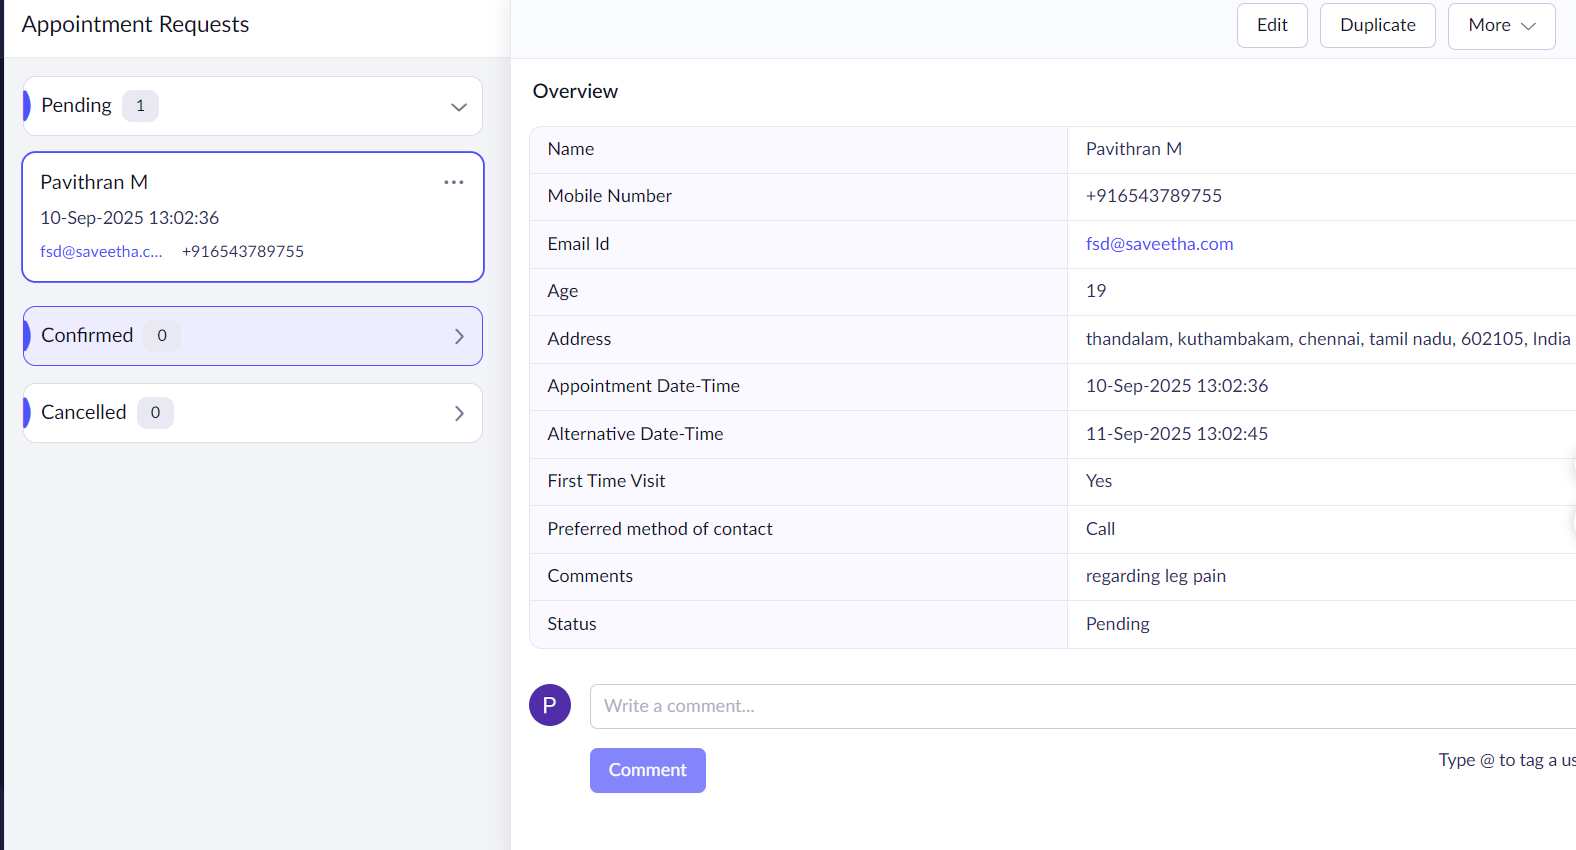 Appointment Requests
Pending 1
Pavithran M
10-Sep-2025 13:02:36
fsd@saveetha.c... +916543789755
Confirmed 0
Cancelled 0
Edit Duplicate More
Overview
Name Pavithran M
Mobile Number +916543789755
Email Id fsd@saveetha.com
Age 19
Address thandalam, kuthambakam, chennai, tamil nadu, 602105, India
Appointment Date-Time 10-Sep-2025 13:02:36
Alternative Date-Time 11-Sep-2025 13:02:45
First Time Visit Yes
Preferred method of contact Call
Comments regarding leg pain
Status Pending
P Write a comment...
Comment
Type @ to tag a us